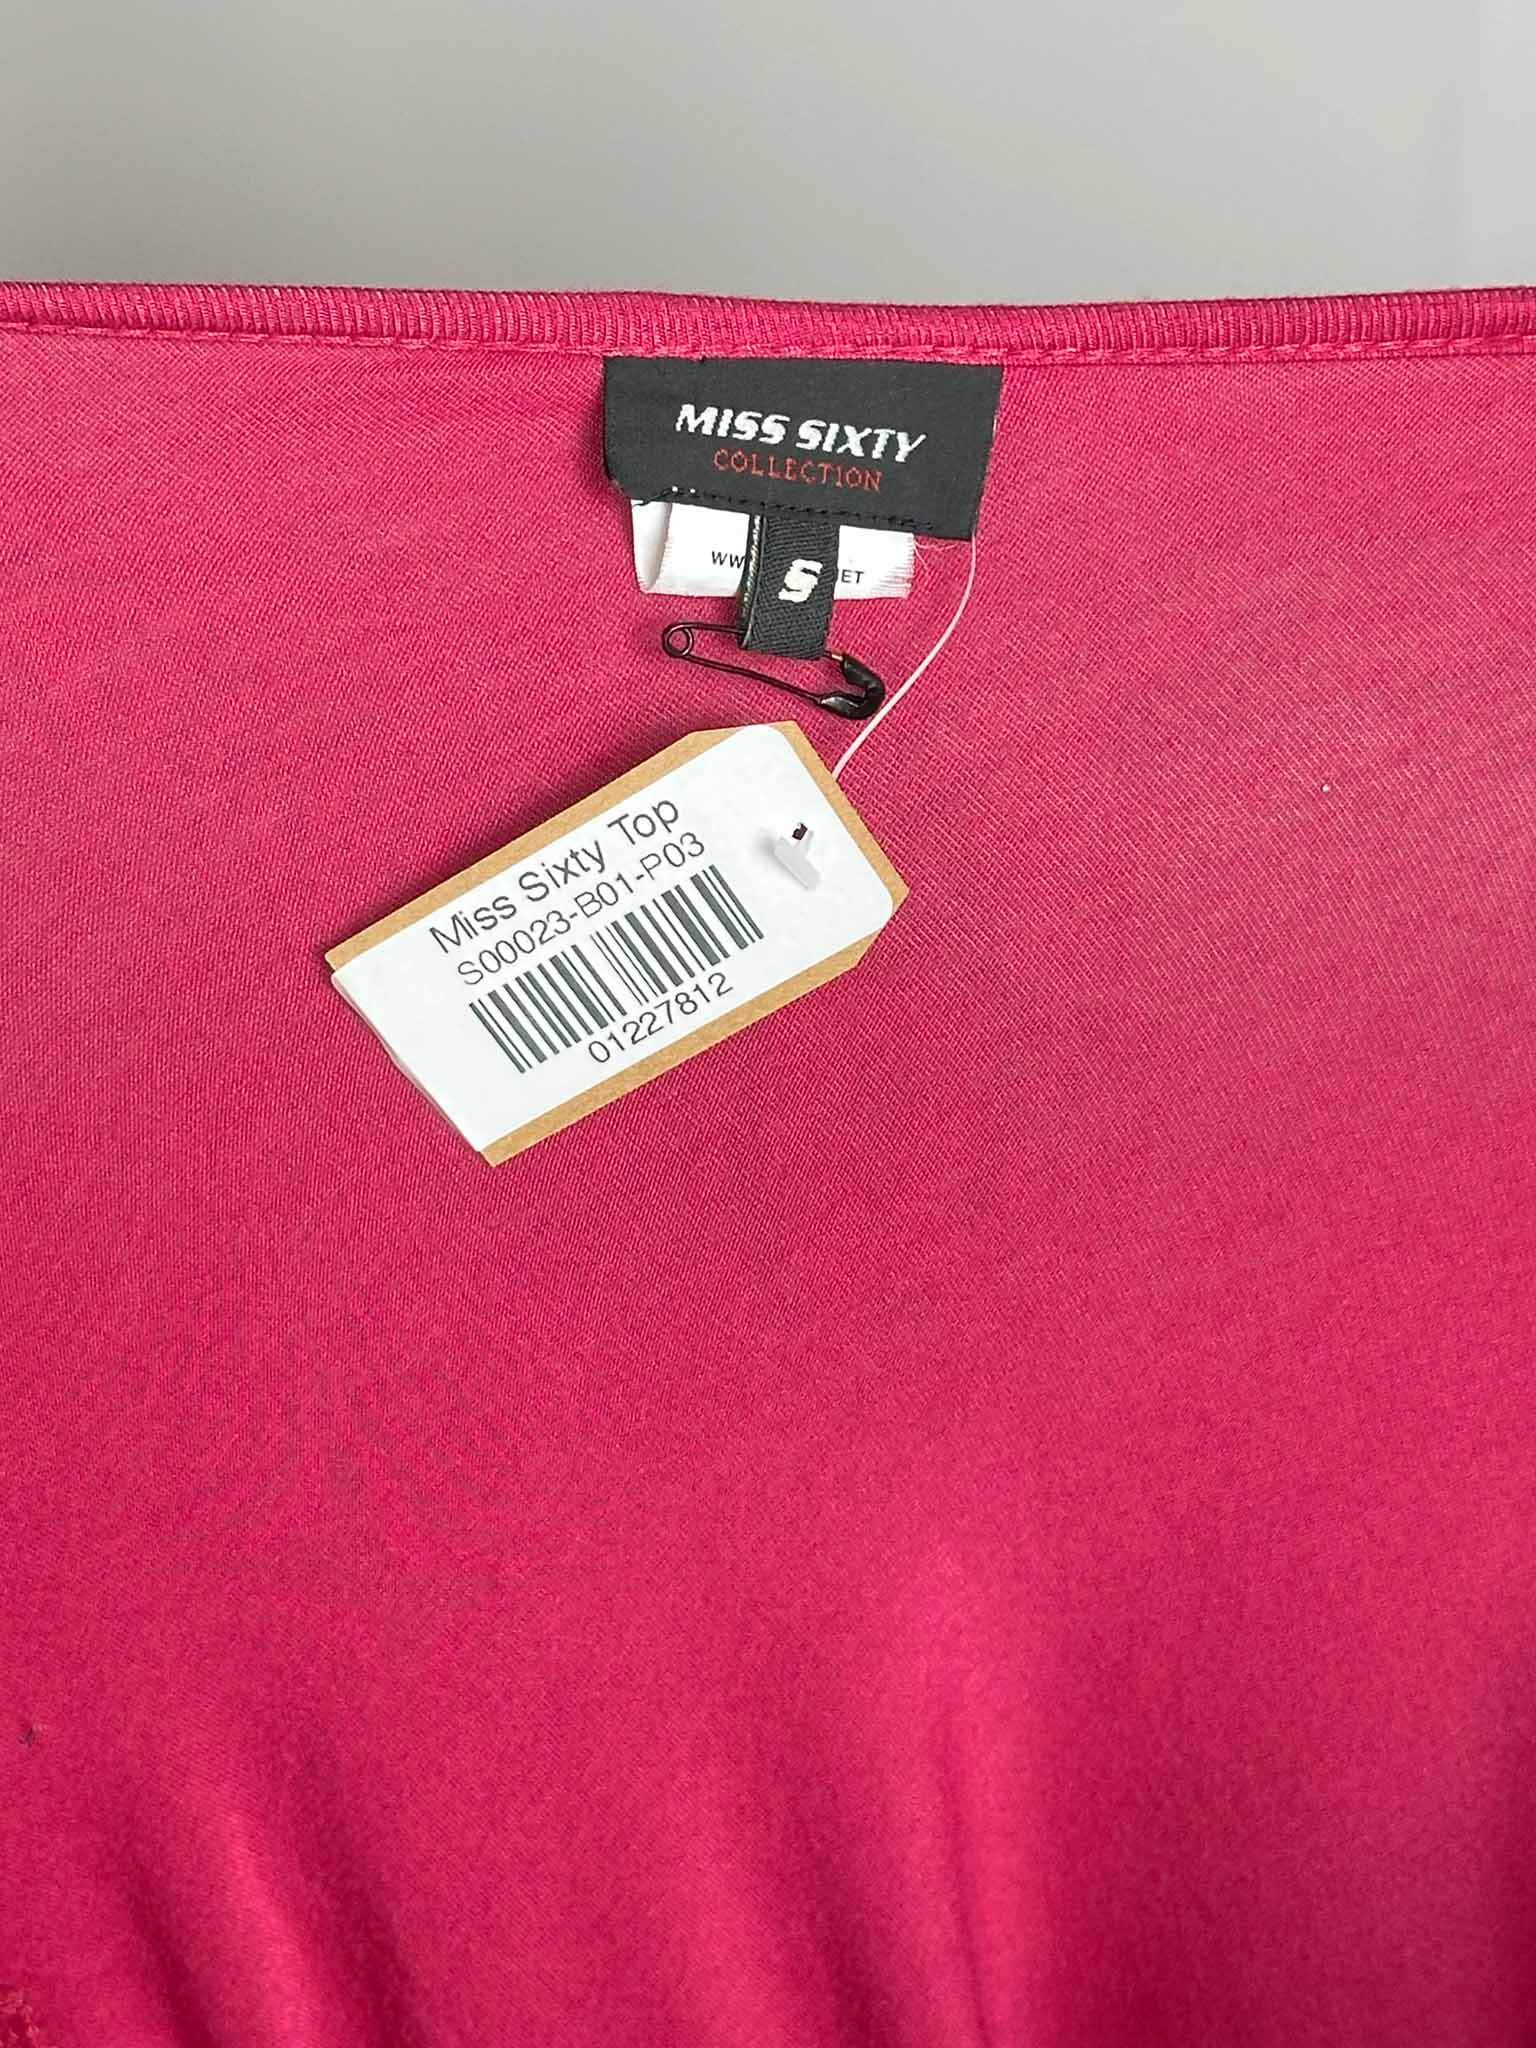 MISS SIXTY
COLLECTION
S
Miss Sixty Top
S00023-B01-P03
01227812